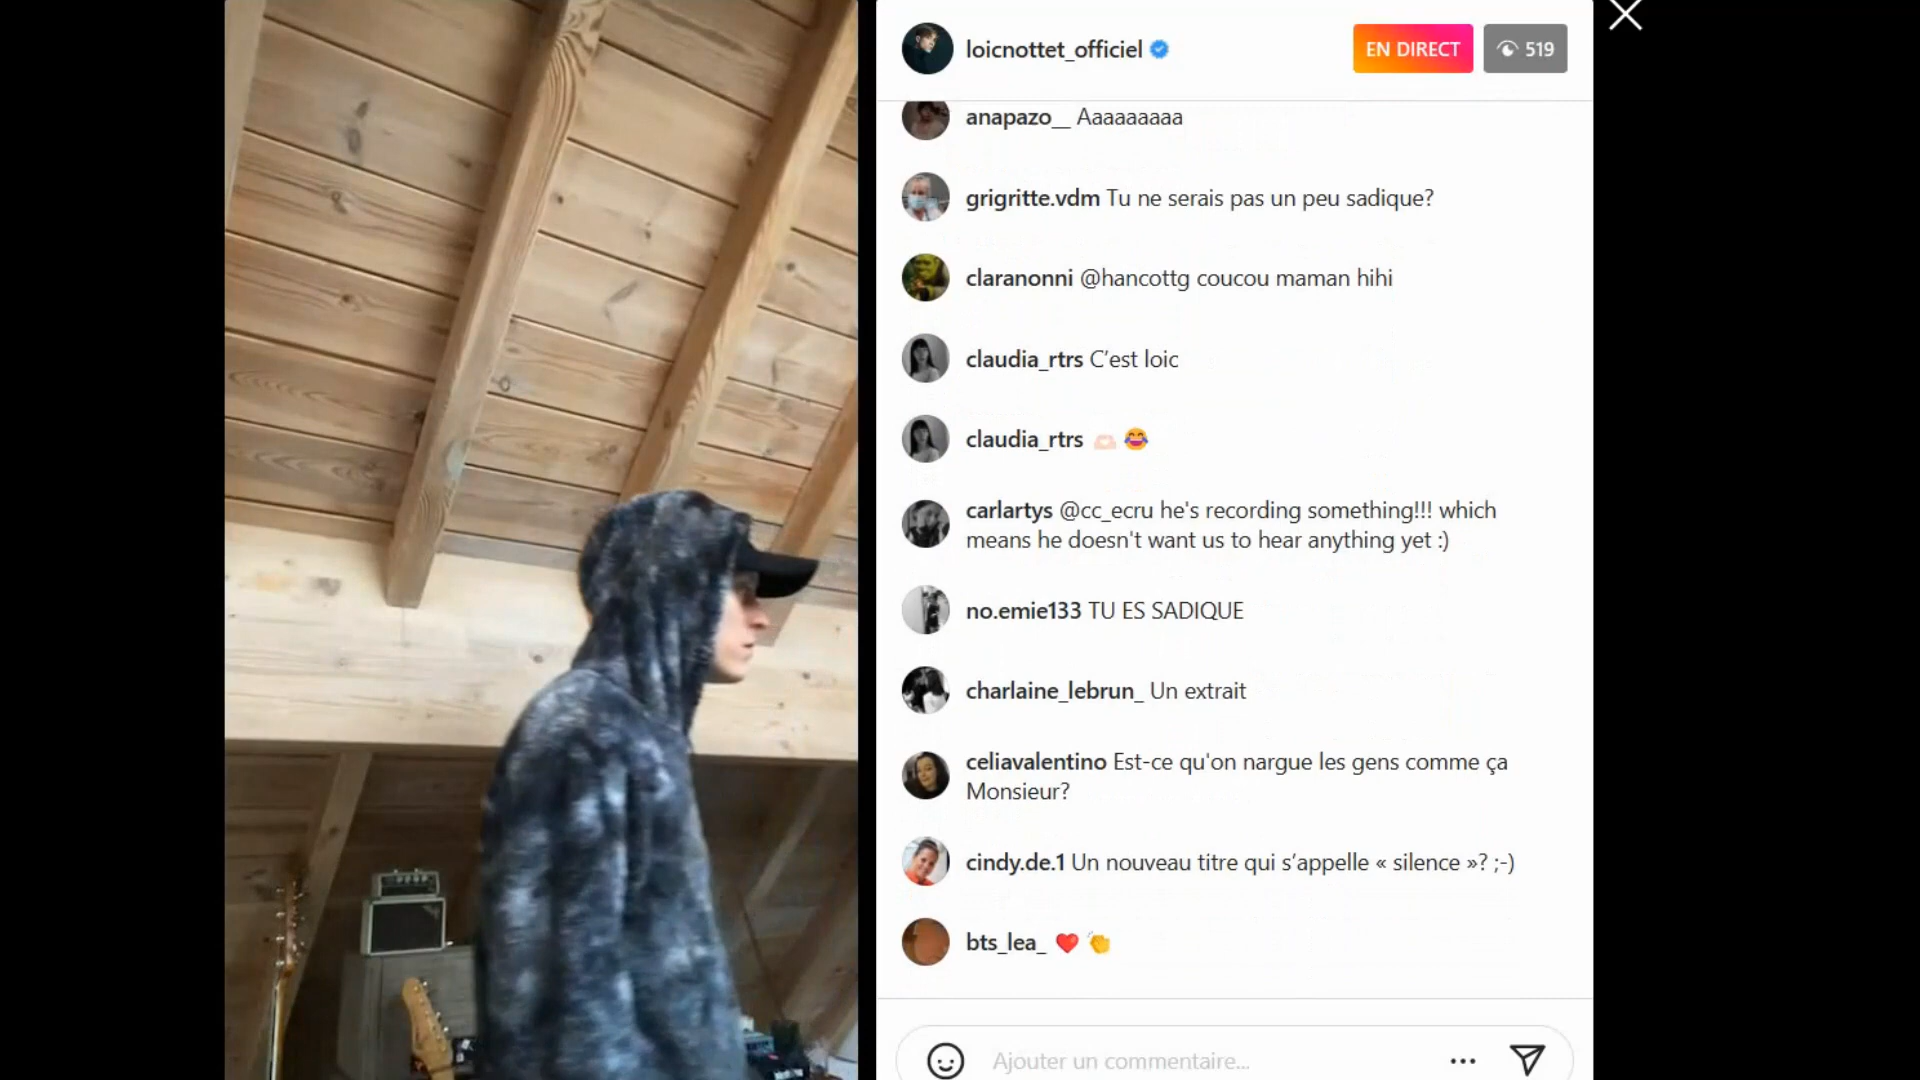 loicnottet_officiel
EN DIRECT
519
anapazo__ Aaaaaaaaa
grigritte.vdm Tu ne serais pas un peu sadique?
claranonni @hancottg coucou maman hihi
claudia_rtrs C'est loic
claudia_rtrs 🫶🏻 😂
carlartys @cc_ecru he's recording something!!! which
means he doesn't want us to hear anything yet :)
no.emie133 TU ES SADIQUE
charlaine_lebrun_ Un extrait
celiavalentino Est-ce qu'on nargue les gens comme ça
Monsieur?
cindy.de.1 Un nouveau titre qui s’appelle « silence »? ;-)
bts_lea_ ❤️ 👏
Ajouter un commentaire...